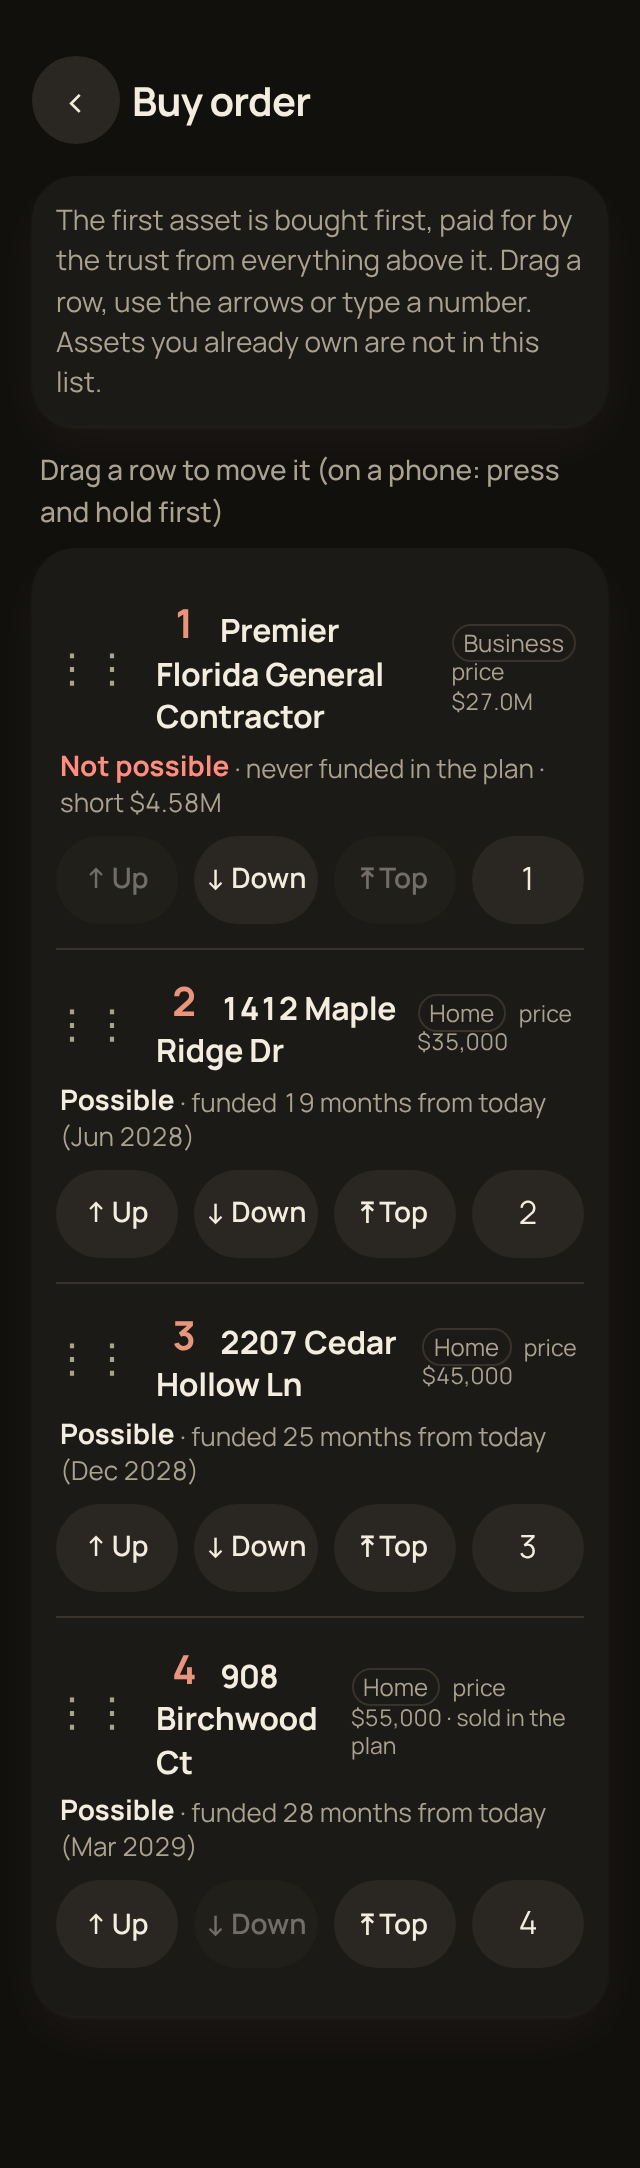 ‹ Buy order
The first asset is bought first, paid for by
the trust from everything above it. Drag a
row, use the arrows or type a number.
Assets you already own are not in this
list.
Drag a row to move it (on a phone: press
and hold first)
1 Premier
Florida General
Contractor
Business
price
$27.0M
Not possible · never funded in the plan ·
short $4.58M
↑ Up ↓ Down ⤒ Top 1
2 1412 Maple
Ridge Dr
Home price
$35,000
Possible · funded 19 months from today
(Jun 2028)
↑ Up ↓ Down ⤒ Top 2
3 2207 Cedar
Hollow Ln
Home price
$45,000
Possible · funded 25 months from today
(Dec 2028)
↑ Up ↓ Down ⤒ Top 3
4 908
Birchwood
Ct
Home price
$55,000 · sold in the
plan
Possible · funded 28 months from today
(Mar 2029)
↑ Up ↓ Down ⤒ Top 4